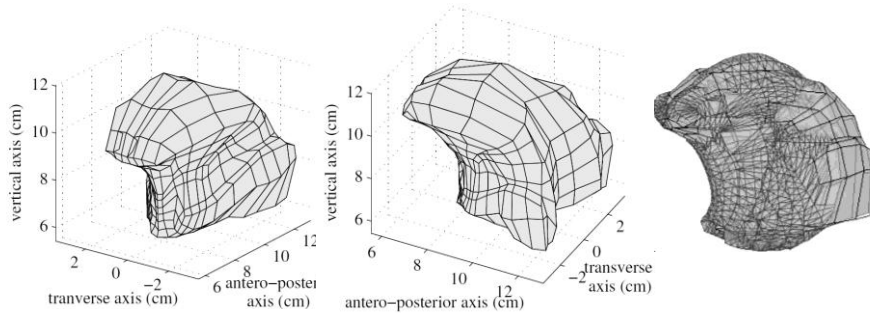 12
10
8
6
vertical axis (cm)
2
0
−2
tranverse axis (cm)
6
8
10
12
antero−poster
axis (cm)
12
10
8
6
vertical axis (cm)
6
8
10
12
antero−posterior axis (cm)
−2
0
2
transverse
axis (cm)